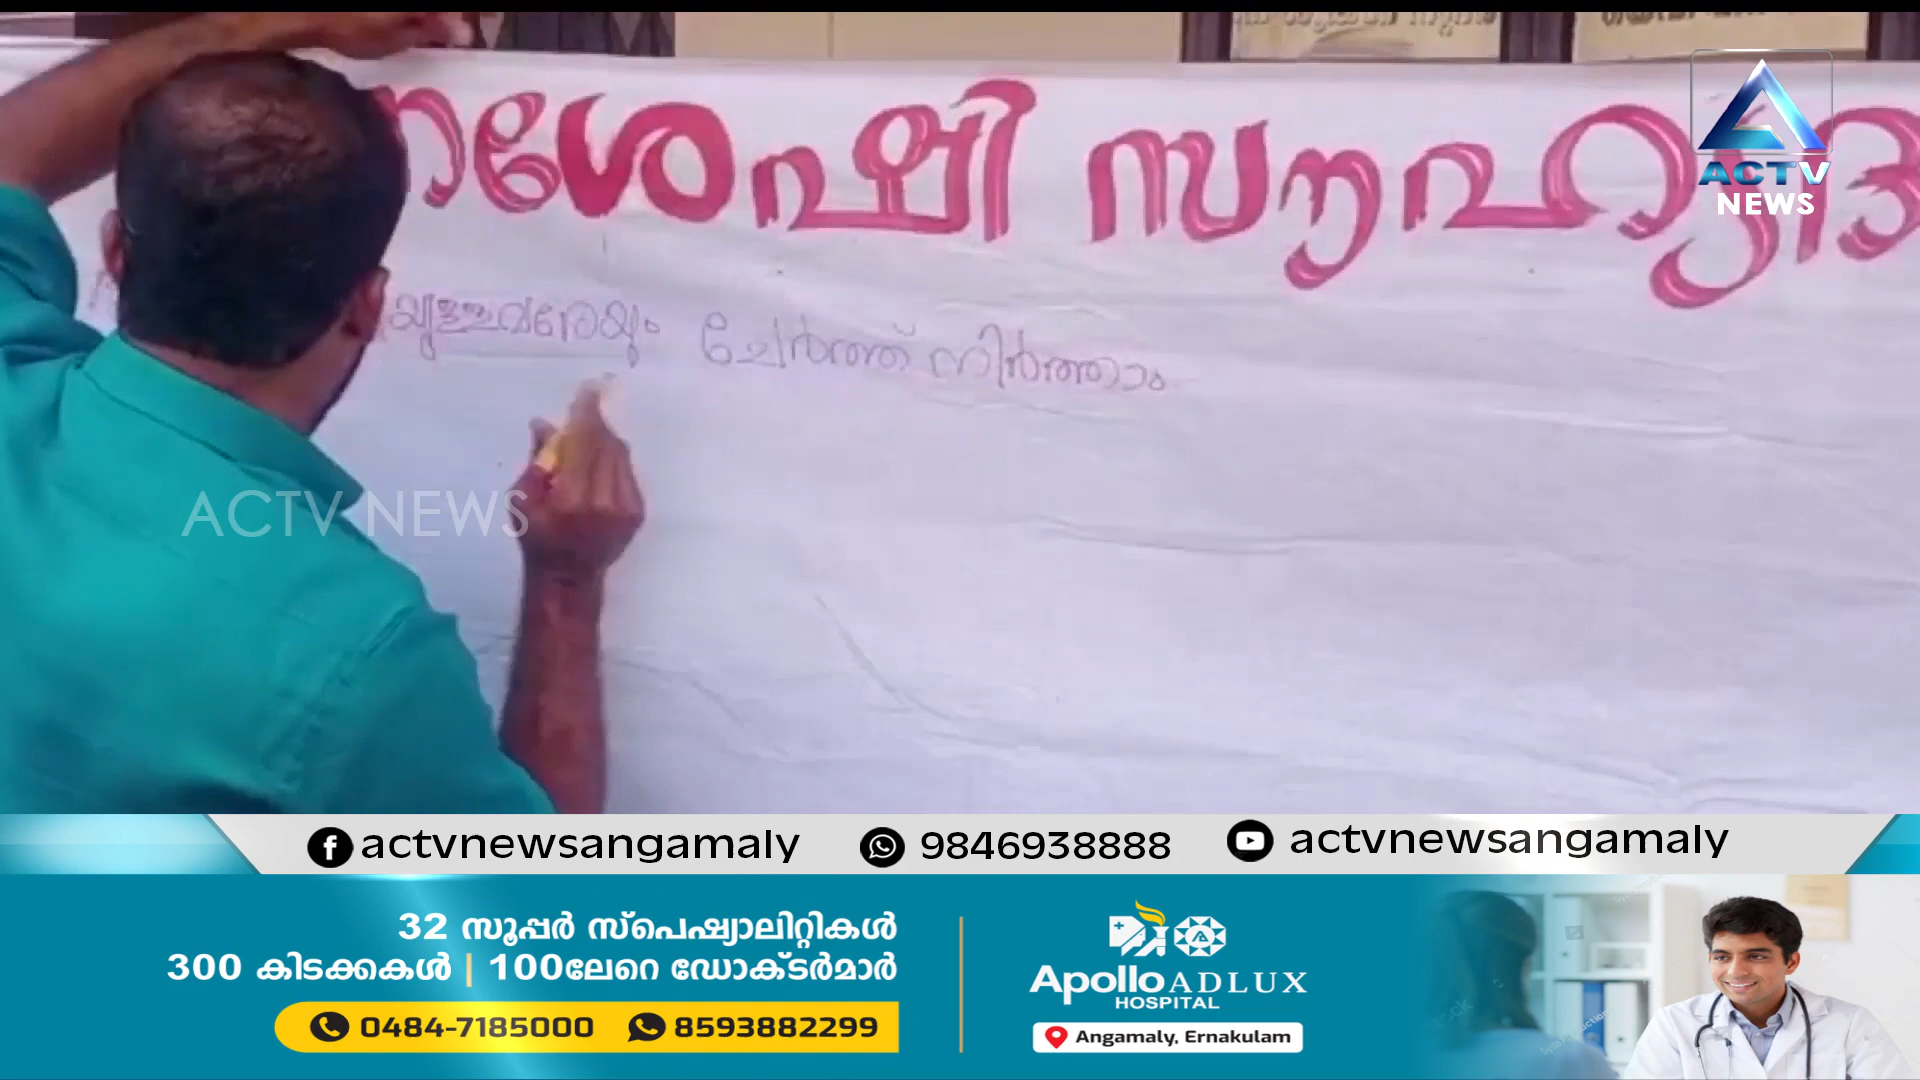 ACTV
NEWS
നശേഷി സൗഹൃദ
യുള്ളവരേയും ചേർത്ത് നിർത്താം
ACTV NEWS
actvnewsangamaly 9846938888 actvnewsangamaly
32 സൂപ്പർ സ്പെഷ്യാലിറ്റികൾ
300 കിടക്കകൾ | 100ലേറെ ഡോക്ടർമാർ
0484-7185000 8593882299
Apollo ADLUX
HOSPITAL
Angamaly, Ernakulam